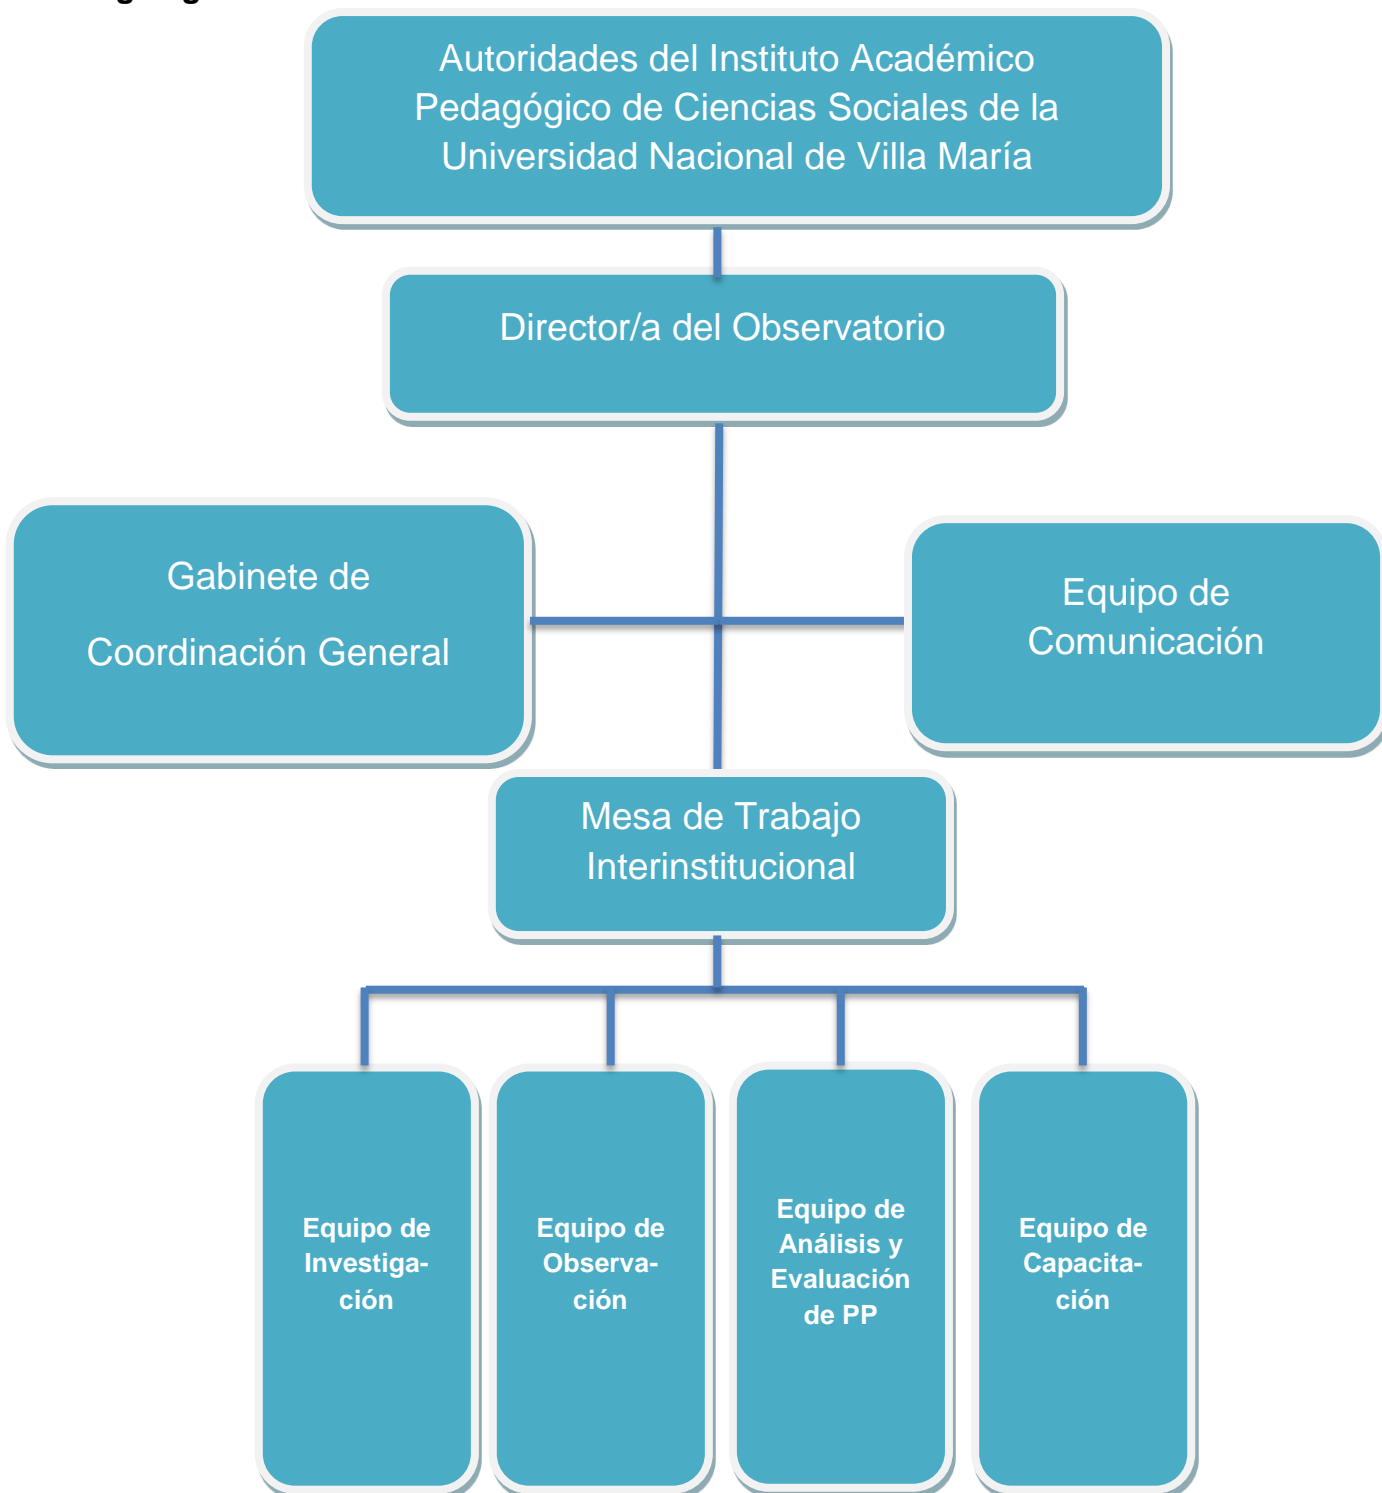 Autoridades del Instituto Académico
Pedagógico de Ciencias Sociales de la
Universidad Nacional de Villa María
Director/a del Observatorio
Gabinete de
Coordinación General
Equipo de
Comunicación
Mesa de Trabajo
Interinstitucional
Equipo de
Investiga-
ción
Equipo de
Observa-
ción
Equipo de
Análisis y
Evaluación
de PP
Equipo de
Capacita-
ción